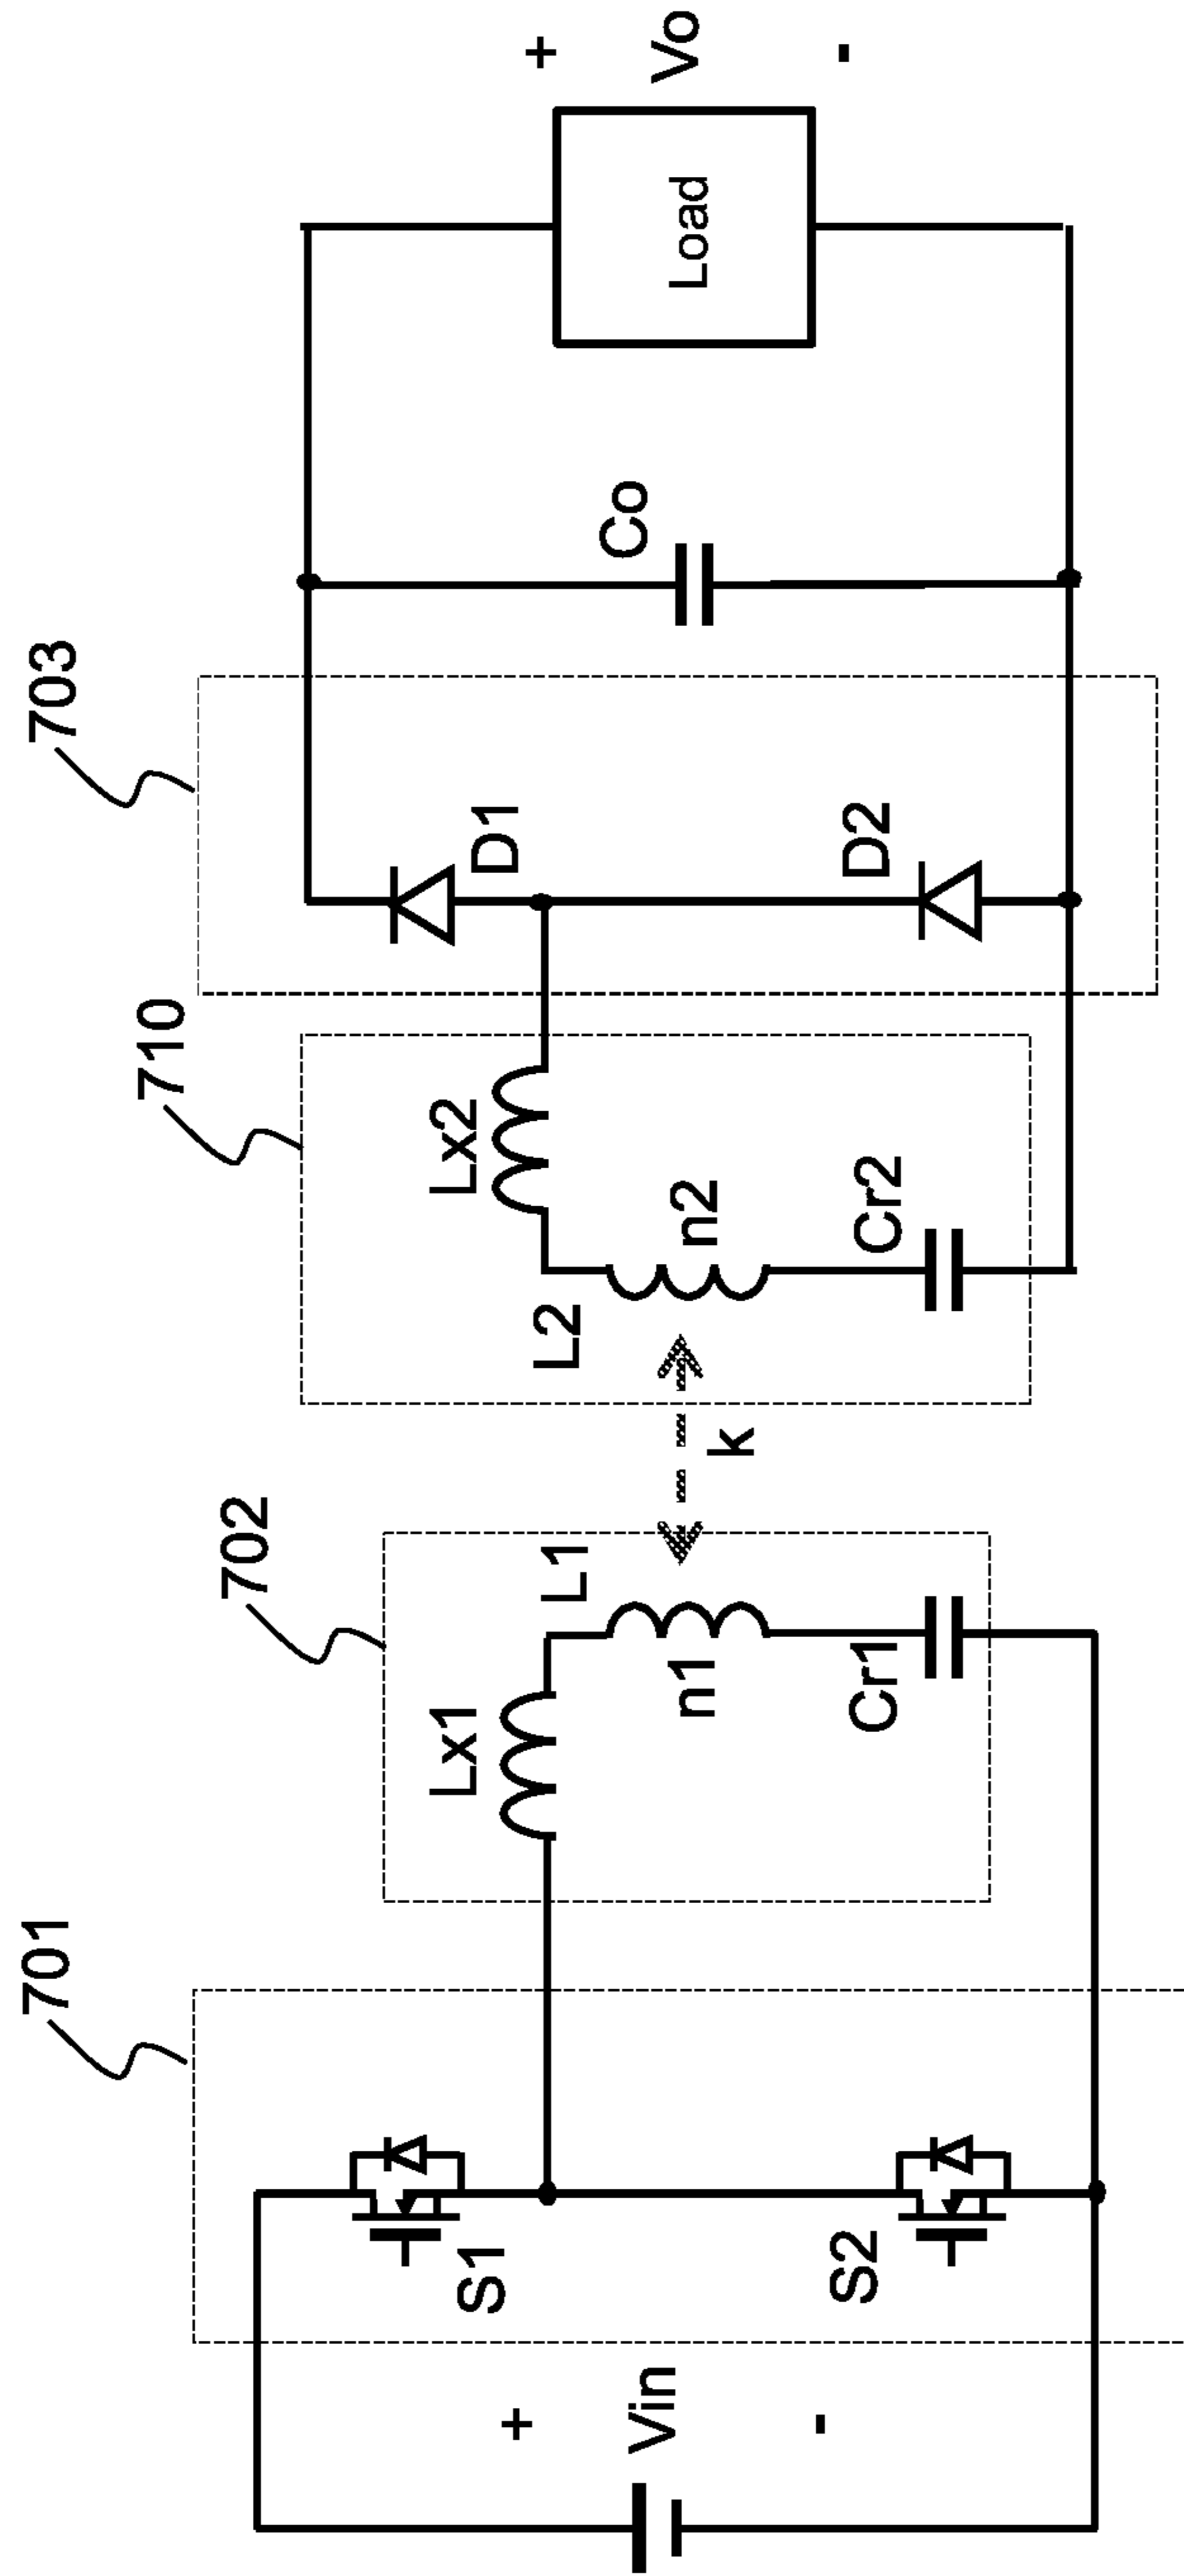 701
702
710
703
+
Vin
-
S1
S2
Lx1
L1
n1
Cr1
k
Lx2
L2
n2
Cr2
D1
D2
Co
Load
+
Vo
-